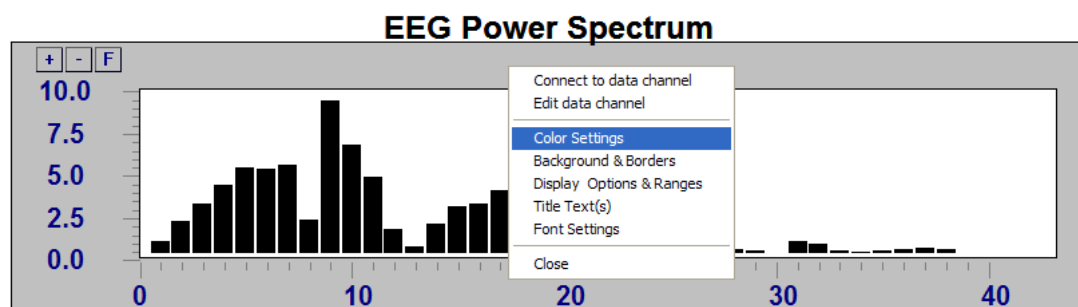 EEG Power Spectrum
+ - F
10.0
7.5
5.0
2.5
0.0
Connect to data channel
Edit data channel
Color Settings
Background & Borders
Display Options & Ranges
Title Text(s)
Font Settings
Close
0 10 20 30 40